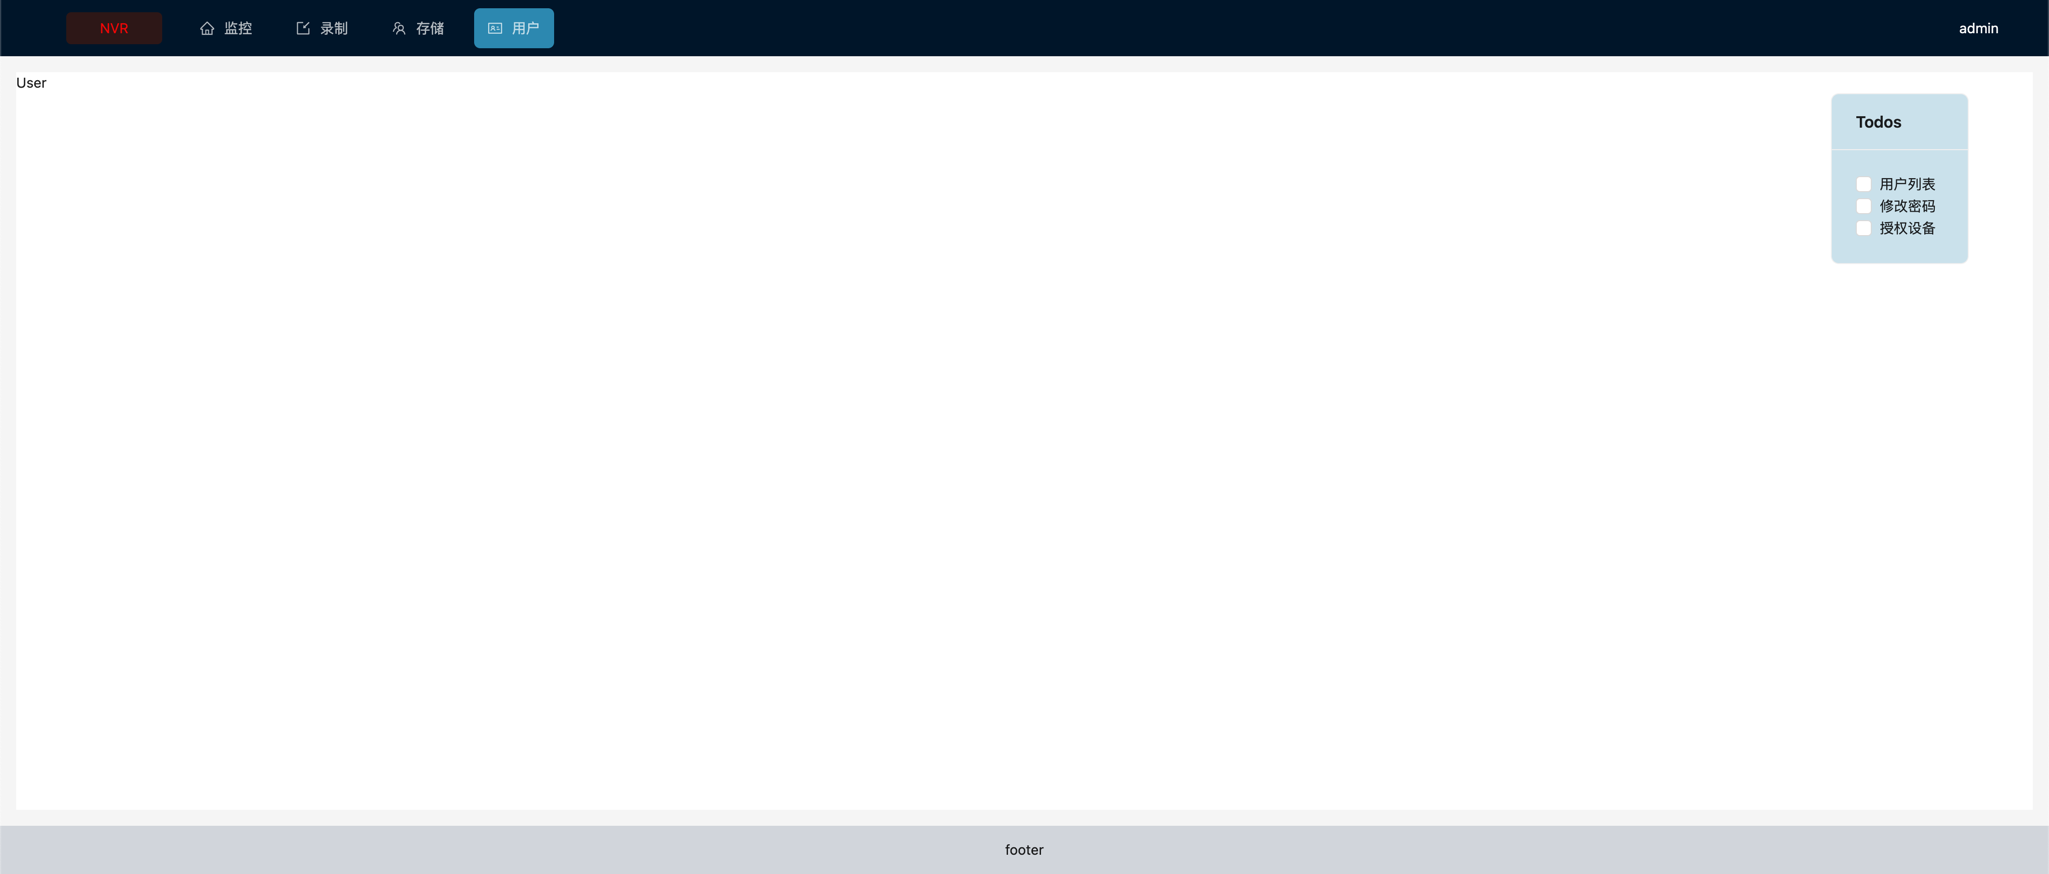 NVR 监控 录制 存储 用户 admin
User
Todos
用户列表
修改密码
授权设备
footer